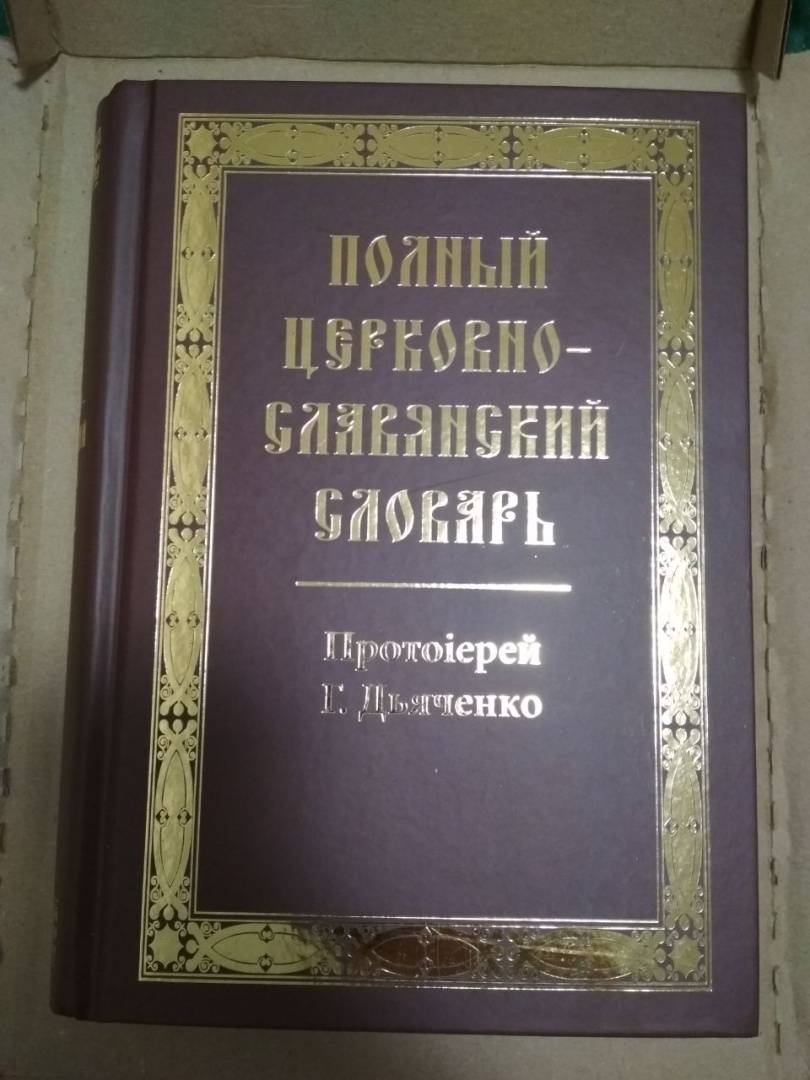 ПОЛНЫЙ
ЦЕРКОВНО-
СЛАВЯНСКИЙ
СЛОВАРЬ
Протоіерей
Г. Дьяченко